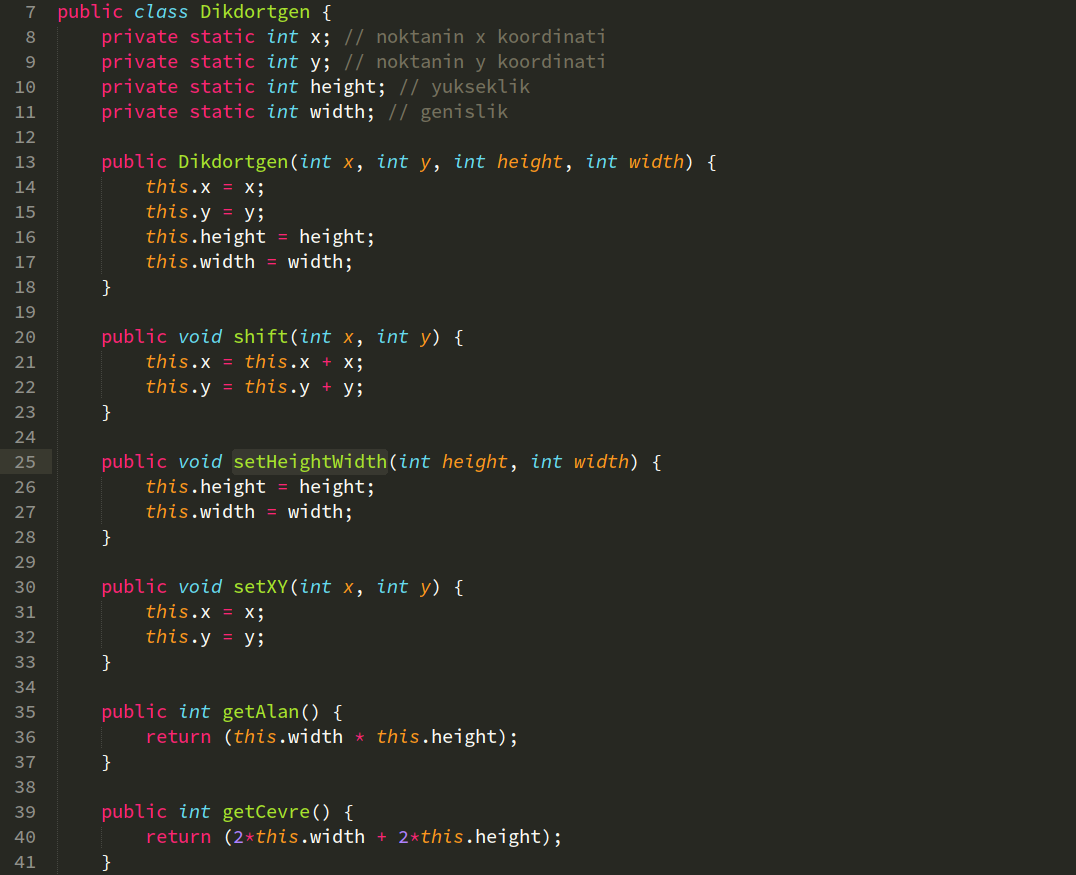 7 public class Dikdortgen {
8     private static int x; // noktanin x koordinati
9     private static int y; // noktanin y koordinati
10     private static int height; // yukseklik
11     private static int width; // genislik
12
13     public Dikdortgen(int x, int y, int height, int width) {
14         this.x = x;
15         this.y = y;
16         this.height = height;
17         this.width = width;
18     }
19
20     public void shift(int x, int y) {
21         this.x = this.x + x;
22         this.y = this.y + y;
23     }
24
25     public void setHeightWidth(int height, int width) {
26         this.height = height;
27         this.width = width;
28     }
29
30     public void setXY(int x, int y) {
31         this.x = x;
32         this.y = y;
33     }
34
35     public int getAlan() {
36         return (this.width * this.height);
37     }
38
39     public int getCevre() {
40         return (2*this.width + 2*this.height);
41     }